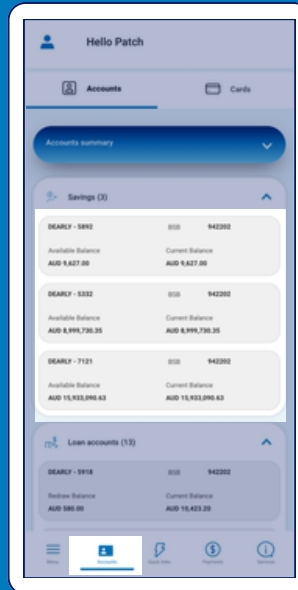 Hello Patch
Accounts Cards
Accounts summary
Savings (3)
DEARLY - 5892 BSB 942202
Available Balance Current Balance
AUD 9,627.00 AUD 9,627.00
DEARLY - 5332 BSB 942202
Available Balance Current Balance
AUD 8,999,730.35 AUD 8,999,730.35
DEARLY - 7121 BSB 942202
Available Balance Current Balance
AUD 15,933,090.63 AUD 15,933,090.63
Loan accounts (13)
DEARLY - 5918 BSB 942202
Redraw Balance Current Balance
AUD 580.00 AUD 16,423.20
Menu Accounts Quick links Payments Services